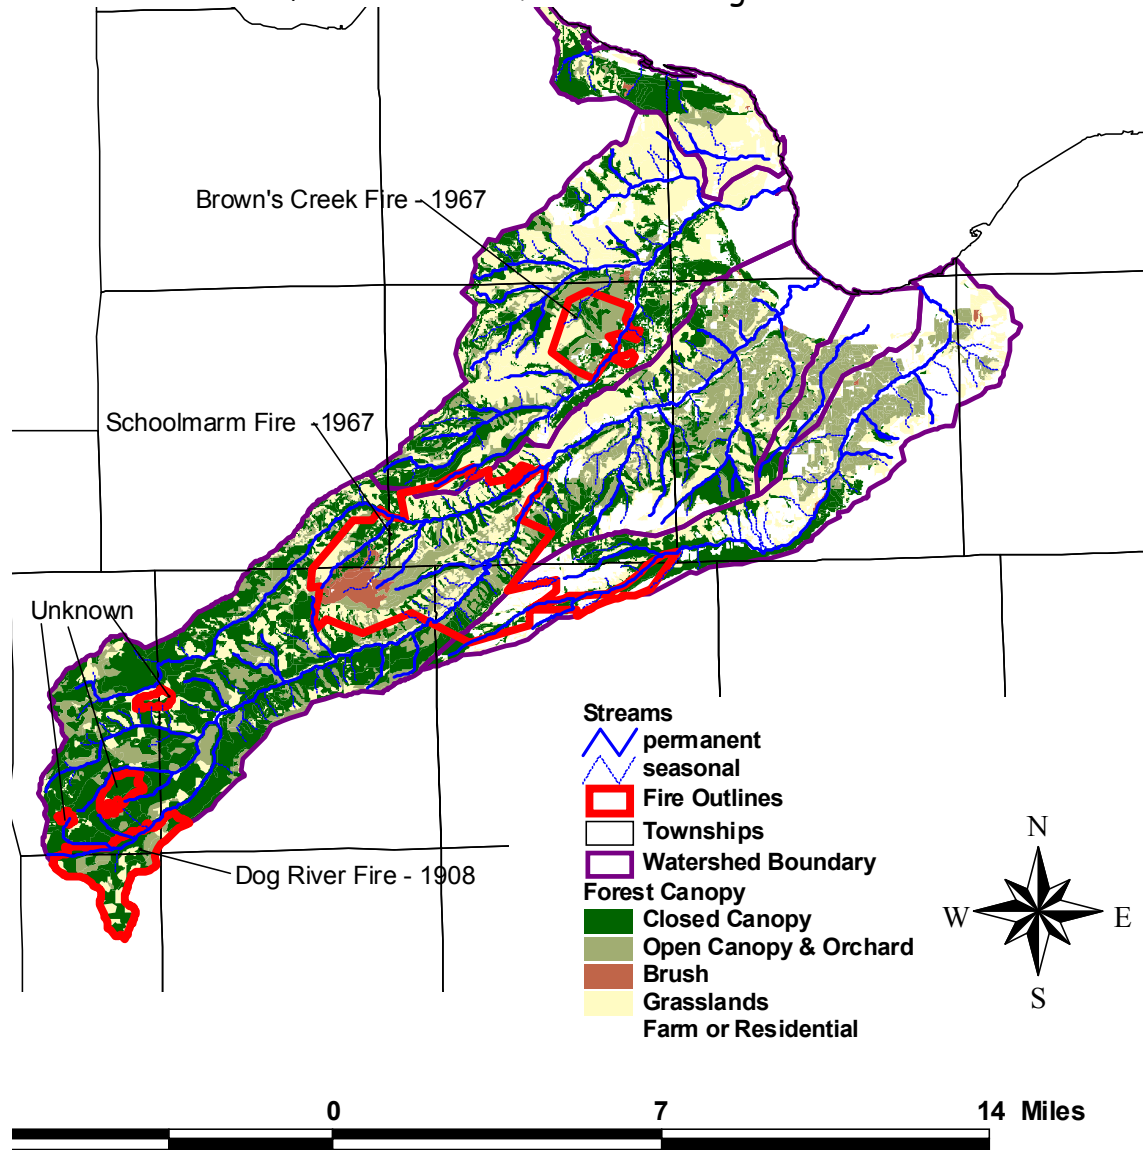 Brown's Creek Fire - 1967
Schoolmarm Fire -1967
Unknown
Dog River Fire - 1908
Streams
permanent
seasonal
Fire Outlines
Townships
Watershed Boundary
Forest Canopy
Closed Canopy
Open Canopy & Orchard
Brush
Grasslands
Farm or Residential
N
W E
S
0 7 14 Miles